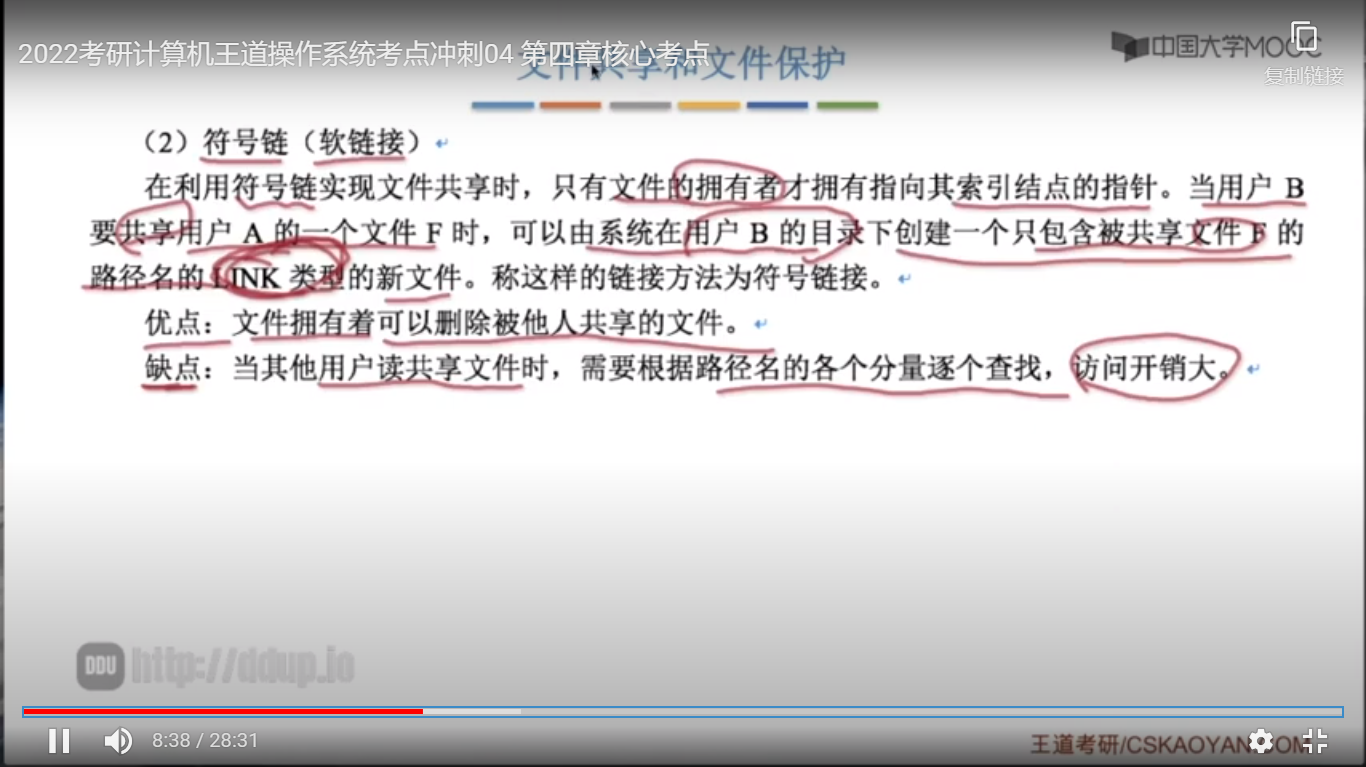 2022考研计算机王道操作系统考点冲刺04 第四章核心考点
文件共享和文件保护
中国大学MOOC
复制链接
（2）符号链（软链接）
在利用符号链实现文件共享时，只有文件的拥有者才拥有指向其索引结点的指针。当用户 B
要共享用户 A 的一个文件 F 时，可以由系统在用户 B 的目录下创建一个只包含被共享文件 F 的
路径名的 LINK 类型的新文件。称这样的链接方法为符号链接。
优点：文件拥有着可以删除被他人共享的文件。
缺点：当其他用户读共享文件时，需要根据路径名的各个分量逐个查找，访问开销大。
DDU http://ddup.io
8:38 / 28:31
王道考研/CSKAOYAN.COM